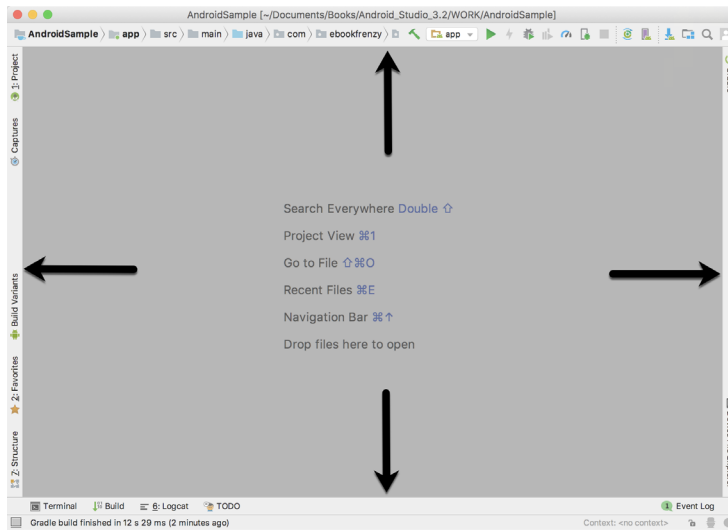 AndroidSample [~/Documents/Books/Android_Studio_3.2/WORK/AndroidSample]
AndroidSample app src main java com ebookfrenzy app
1: Project
Captures
Build Variants
2: Favorites
7: Structure
Search Everywhere Double ⇧
Project View ⌘1
Go to File ⇧⌘O
Recent Files ⌘E
Navigation Bar ⌘↑
Drop files here to open
Terminal Build 6: Logcat TODO 1 Event Log
Gradle build finished in 12 s 29 ms (2 minutes ago) Context: <no context>